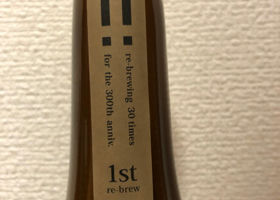 !!
re-brewing 30 times
for the 300th anniv.
1st
re-brew